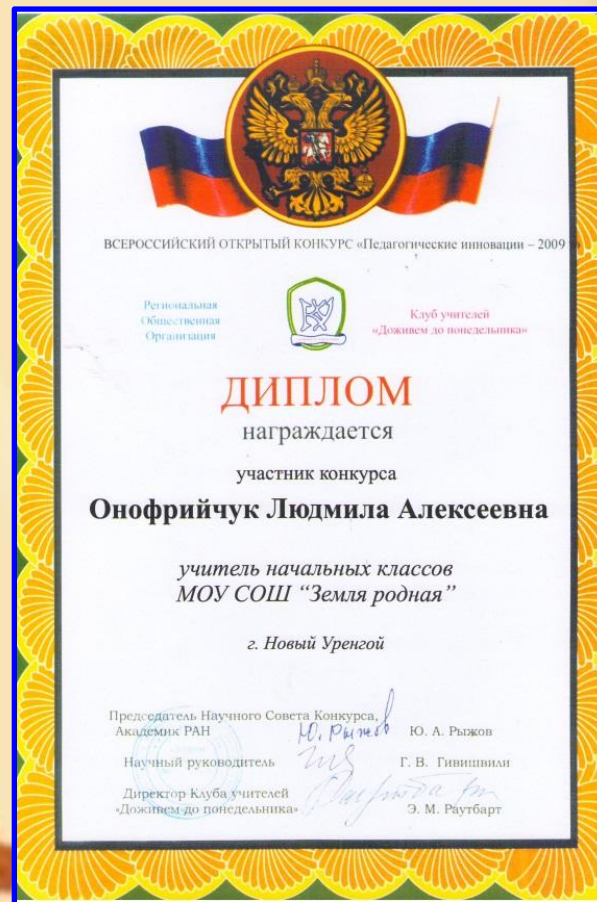 ВСЕРОССИЙСКИЙ ОТКРЫТЫЙ КОНКУРС «Педагогические инновации – 2009»
Региональная
Общественная
Организация
Клуб учителей
«Доживем до понедельника»
ДИПЛОМ
награждается
участник конкурса
Онофрийчук Людмила Алексеевна
учитель начальных классов
МОУ СОШ “Земля родная”
г. Новый Уренгой
Председатель Научного Совета Конкурса,
Академик РАН Ю. Рыжов Ю. А. Рыжов
Научный руководитель Г. В. Гивишвили
Директор Клуба учителей
«Доживем до понедельника» Э. М. Раутбарт